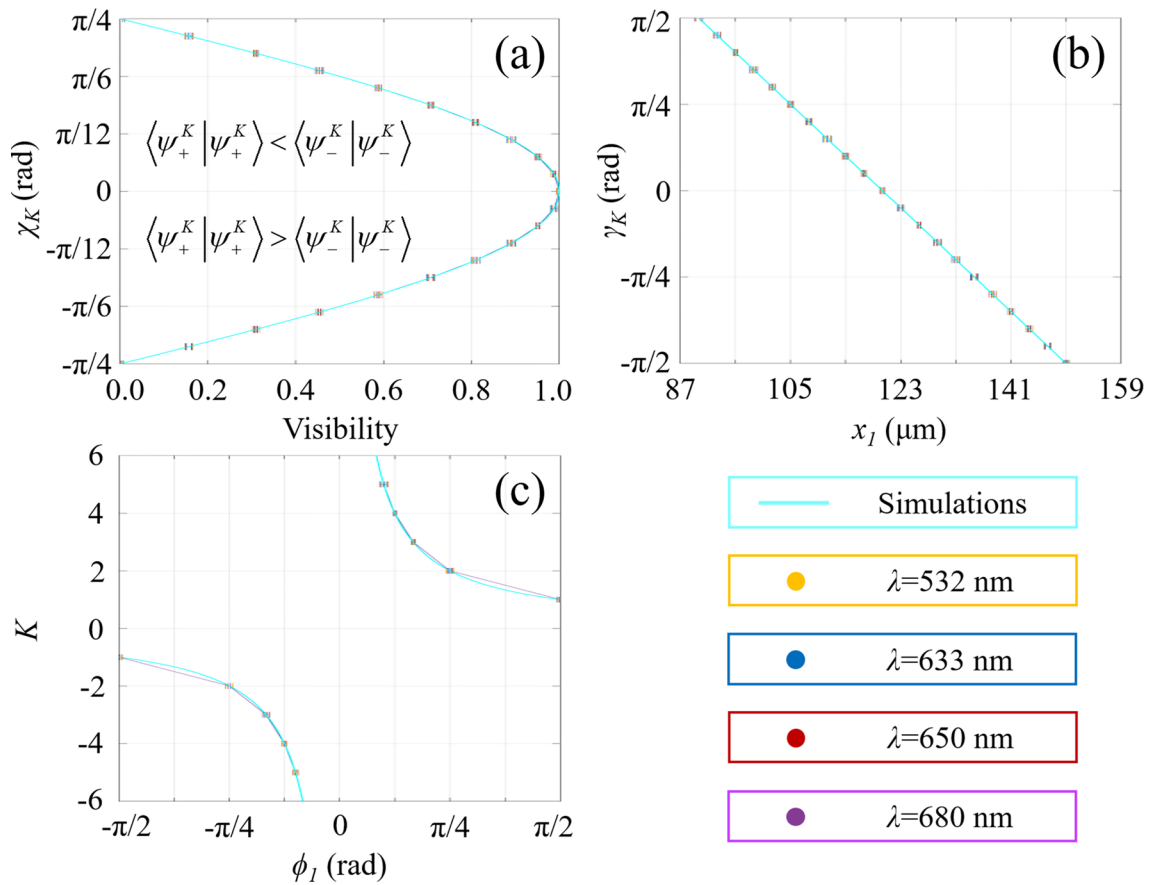 (a)
π/4
π/6
π/12
0
-π/12
-π/6
-π/4
χ_K (rad)
⟨ψ_+^K|ψ_+^K⟩ < ⟨ψ_-^K|ψ_-^K⟩
⟨ψ_+^K|ψ_+^K⟩ > ⟨ψ_-^K|ψ_-^K⟩
0.0 0.2 0.4 0.6 0.8 1.0
Visibility
(b)
π/2
π/4
0
-π/4
-π/2
γ_K (rad)
87 105 123 141 159
x_1 (μm)
(c)
6
4
2
0
-2
-4
-6
K
-π/2 -π/4 0 π/4 π/2
ϕ_1 (rad)
Simulations
λ=532 nm
λ=633 nm
λ=650 nm
λ=680 nm